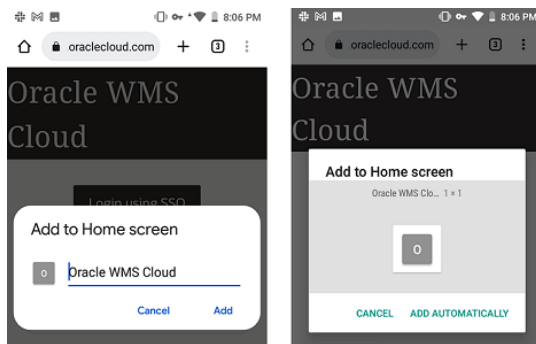 8:06 PM
oraclecloud.com
3
Oracle WMS
Cloud
Login using SSO
Add to Home screen
O
Oracle WMS Cloud
Cancel Add
8:06 PM
oraclecloud.com
3
Oracle WMS
Cloud
Add to Home screen
Oracle WMS Clo... 1 × 1
O
CANCEL ADD AUTOMATICALLY